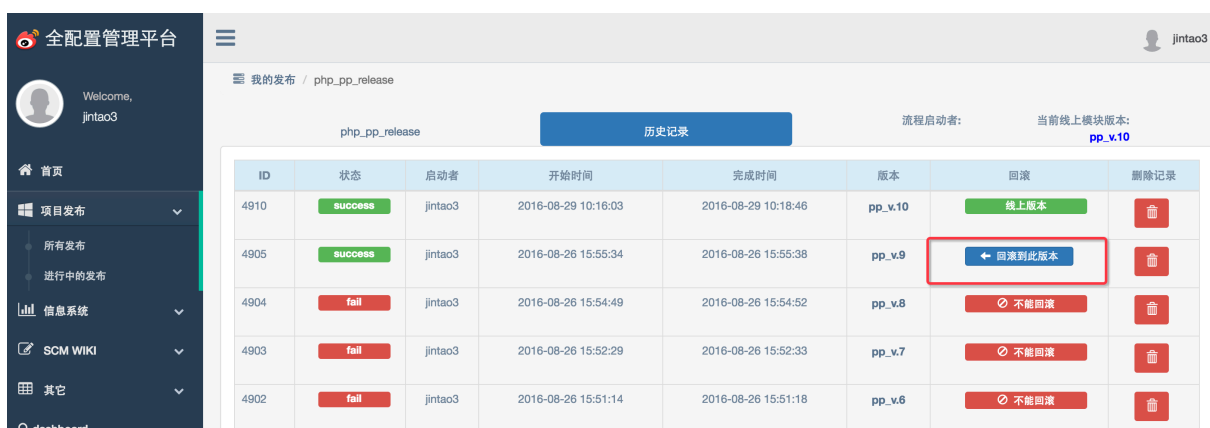 全配置管理平台
jintao3
Welcome,
jintao3
我的发布 / php_pp_release
php_pp_release
历史记录
流程启动者:
当前线上模块版本:
pp_v.10
首页
项目发布
所有发布
进行中的发布
信息系统
SCM WIKI
其它
dashboard
ID 状态 启动者 开始时间 完成时间 版本 回滚 删除记录
4910 success jintao3 2016-08-29 10:16:03 2016-08-29 10:18:46 pp_v.10 线上版本
4905 success jintao3 2016-08-26 15:55:34 2016-08-26 15:55:38 pp_v.9 回滚到此版本
4904 fail jintao3 2016-08-26 15:54:49 2016-08-26 15:54:52 pp_v.8 不能回滚
4903 fail jintao3 2016-08-26 15:52:29 2016-08-26 15:52:33 pp_v.7 不能回滚
4902 fail jintao3 2016-08-26 15:51:14 2016-08-26 15:51:18 pp_v.6 不能回滚